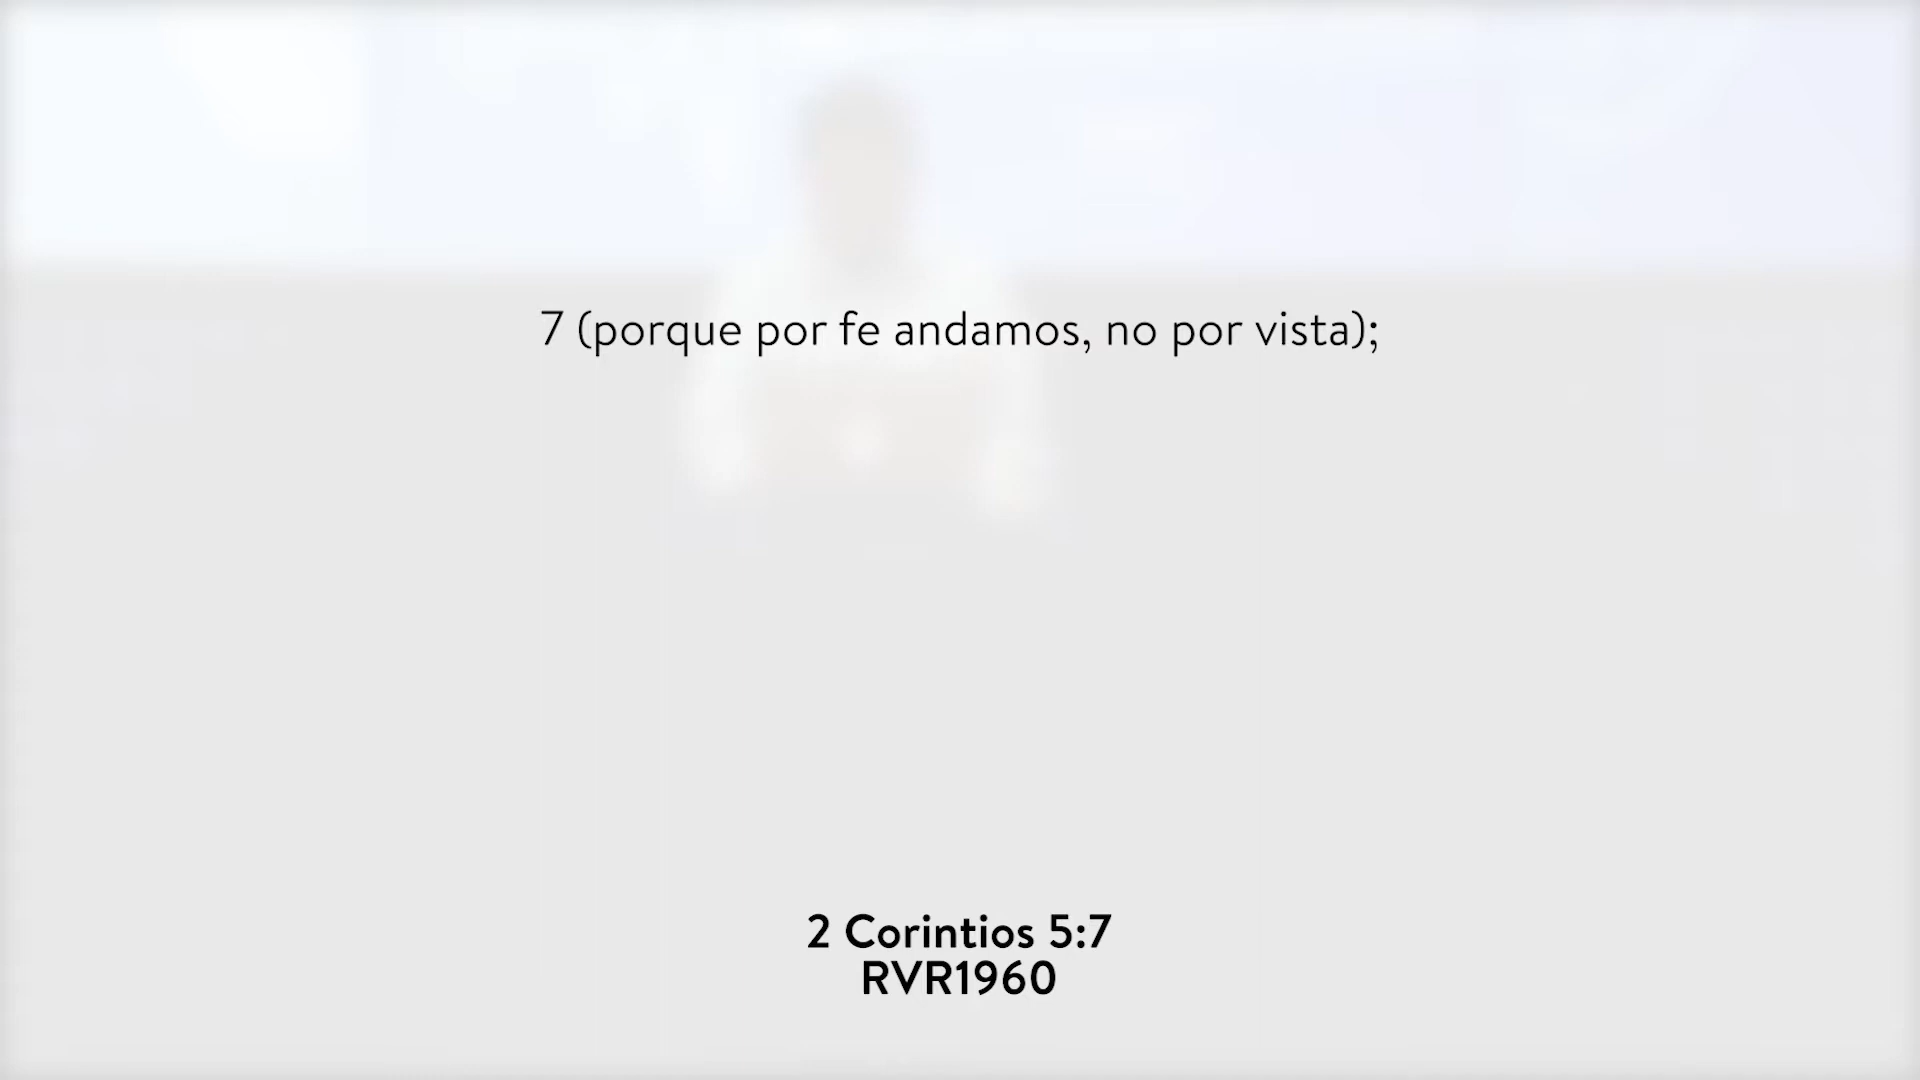 7 (porque por fe andamos, no por vista);
2 Corintios 5:7
RVR1960